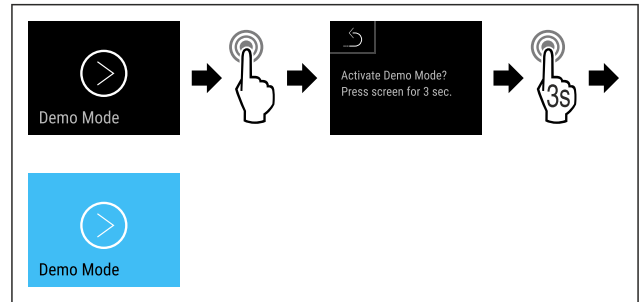 Demo Mode
Activate Demo Mode?
Press screen for 3 sec.
3s
Demo Mode